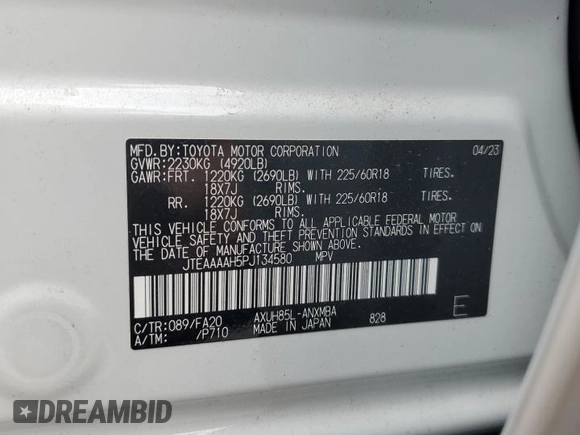 MFD.BY:TOYOTA MOTOR CORPORATION 04/23
GVWR:2230KG (4920LB)
GAWR:FRT. 1220KG (2690LB) WITH 225/60R18 TIRES.
18X7J RIMS.
RR. 1220KG (2690LB) WITH 225/60R18 TIRES.
18X7J RIMS.
THIS VEHICLE CONFORMS TO ALL APPLICABLE FEDERAL MOTOR
VEHICLE SAFETY AND THEFT PREVENTION STANDARDS IN EFFECT ON
THE DATE OF MANUFACTURE SHOWN ABOVE.
JTEAAAAH5PJ134580 MPV
C/TR:089/FA20 AXUH85L-ANXMBA 828 E
A/TM: /P710 MADE IN JAPAN
DREAMBID